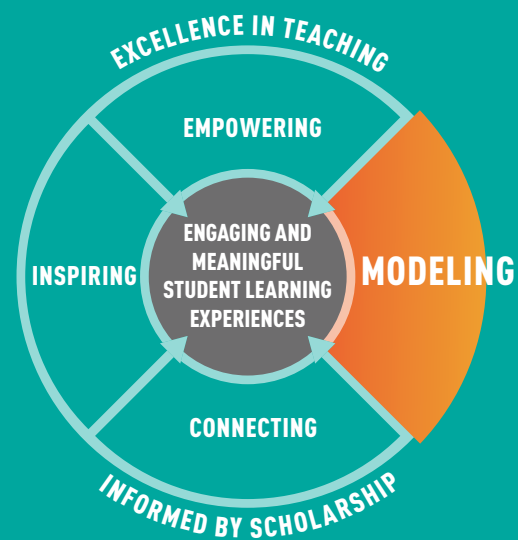 EXCELLENCE IN TEACHING
EMPOWERING
ENGAGING AND
MEANINGFUL
STUDENT LEARNING
EXPERIENCES
INSPIRING
MODELING
CONNECTING
INFORMED BY SCHOLARSHIP